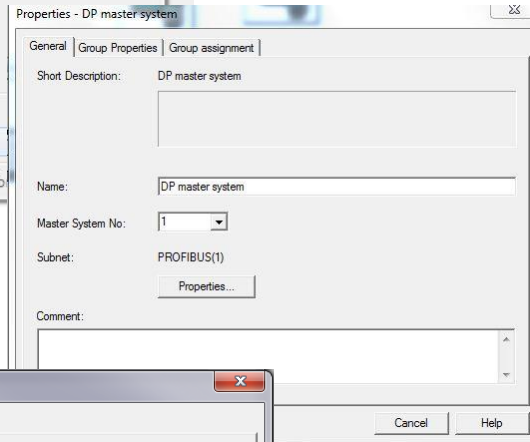 Properties - DP master system
General Group Properties Group assignment
Short Description: DP master system
Name: DP master system
Master System No: 1
Subnet: PROFIBUS(1)
Properties...
Comment:
Cancel Help